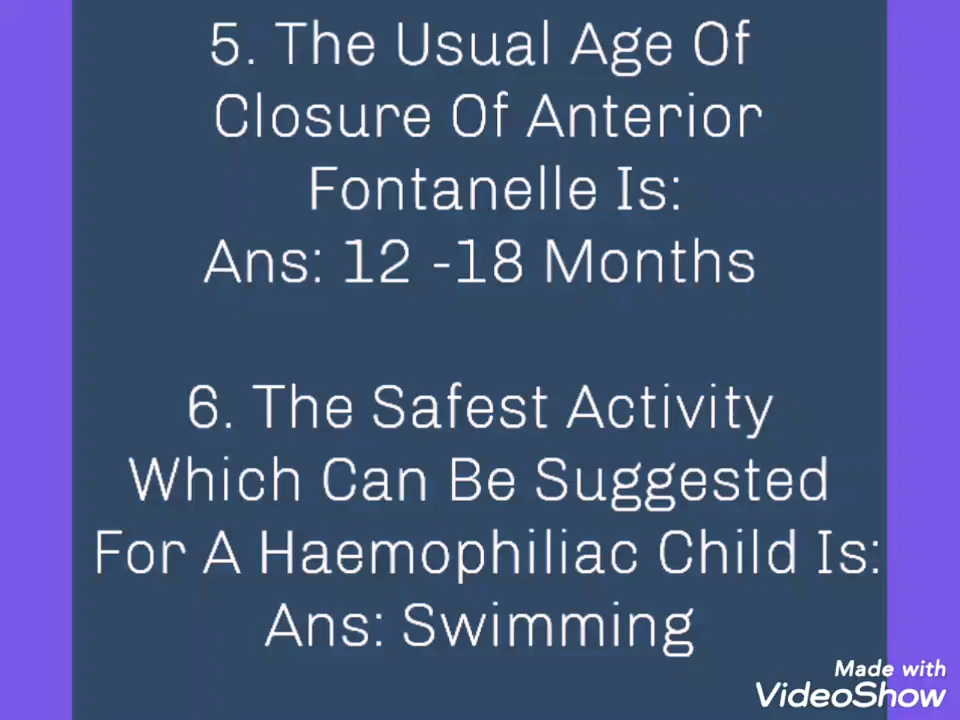 5. The Usual Age Of
Closure Of Anterior
Fontanelle Is:
Ans: 12 -18 Months
6. The Safest Activity
Which Can Be Suggested
For A Haemophiliac Child Is:
Ans: Swimming
Made with
VideoShow